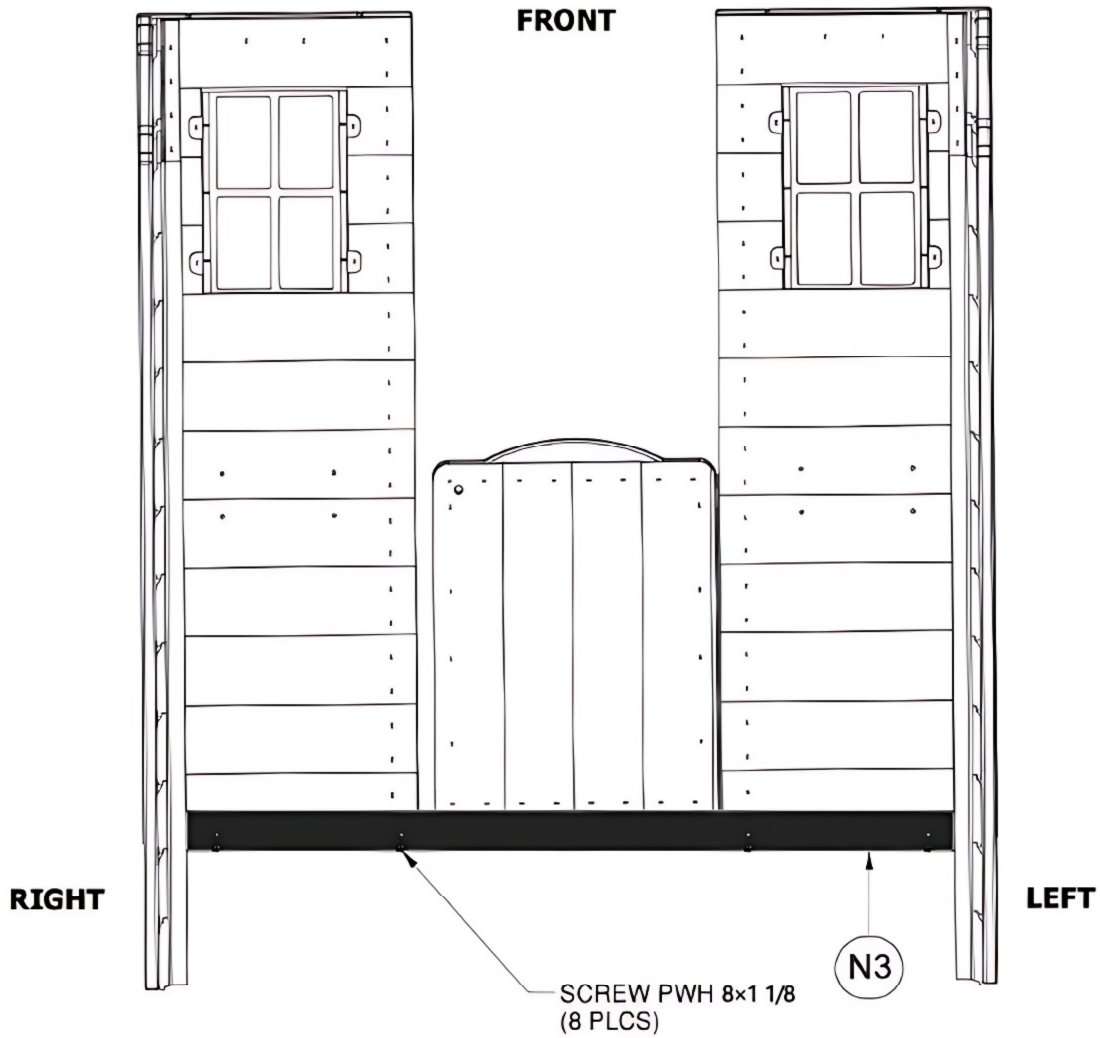 FRONT
RIGHT
LEFT
N3
SCREW PWH 8×1 1/8
(8 PLCS)